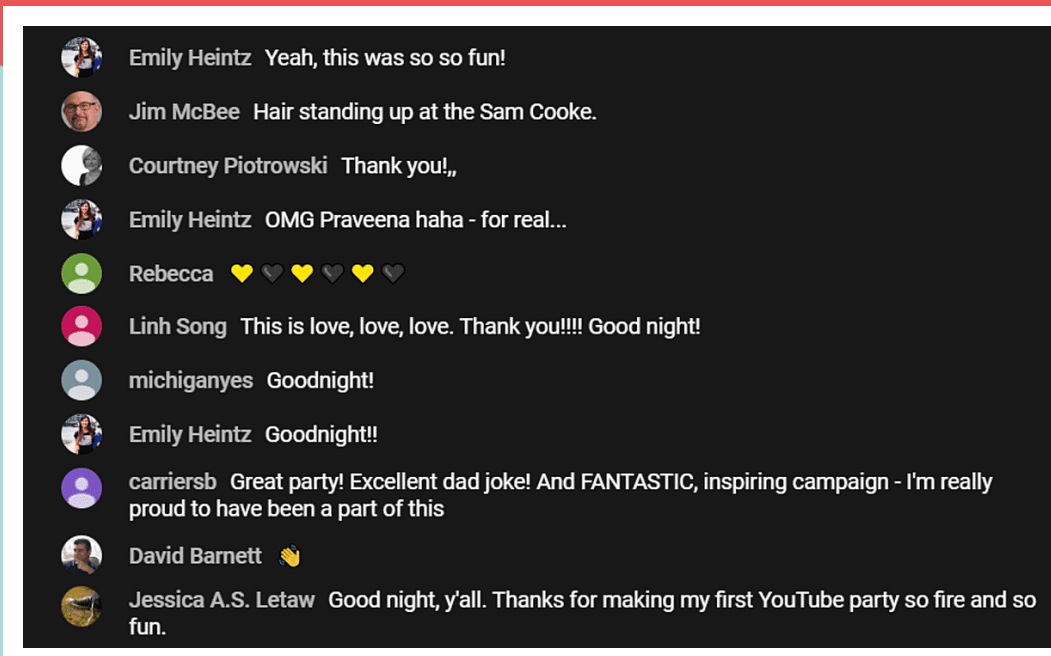 Emily Heintz Yeah, this was so so fun!
Jim McBee Hair standing up at the Sam Cooke.
Courtney Piotrowski Thank you!,,
Emily Heintz OMG Praveena haha - for real...
Rebecca 💛🖤💛🖤💛🖤
Linh Song This is love, love, love. Thank you!!!! Good night!
michiganyes Goodnight!
Emily Heintz Goodnight!!
carriersb Great party! Excellent dad joke! And FANTASTIC, inspiring campaign - I'm really
proud to have been a part of this
David Barnett 👋
Jessica A.S. Letaw Good night, y'all. Thanks for making my first YouTube party so fire and so
fun.